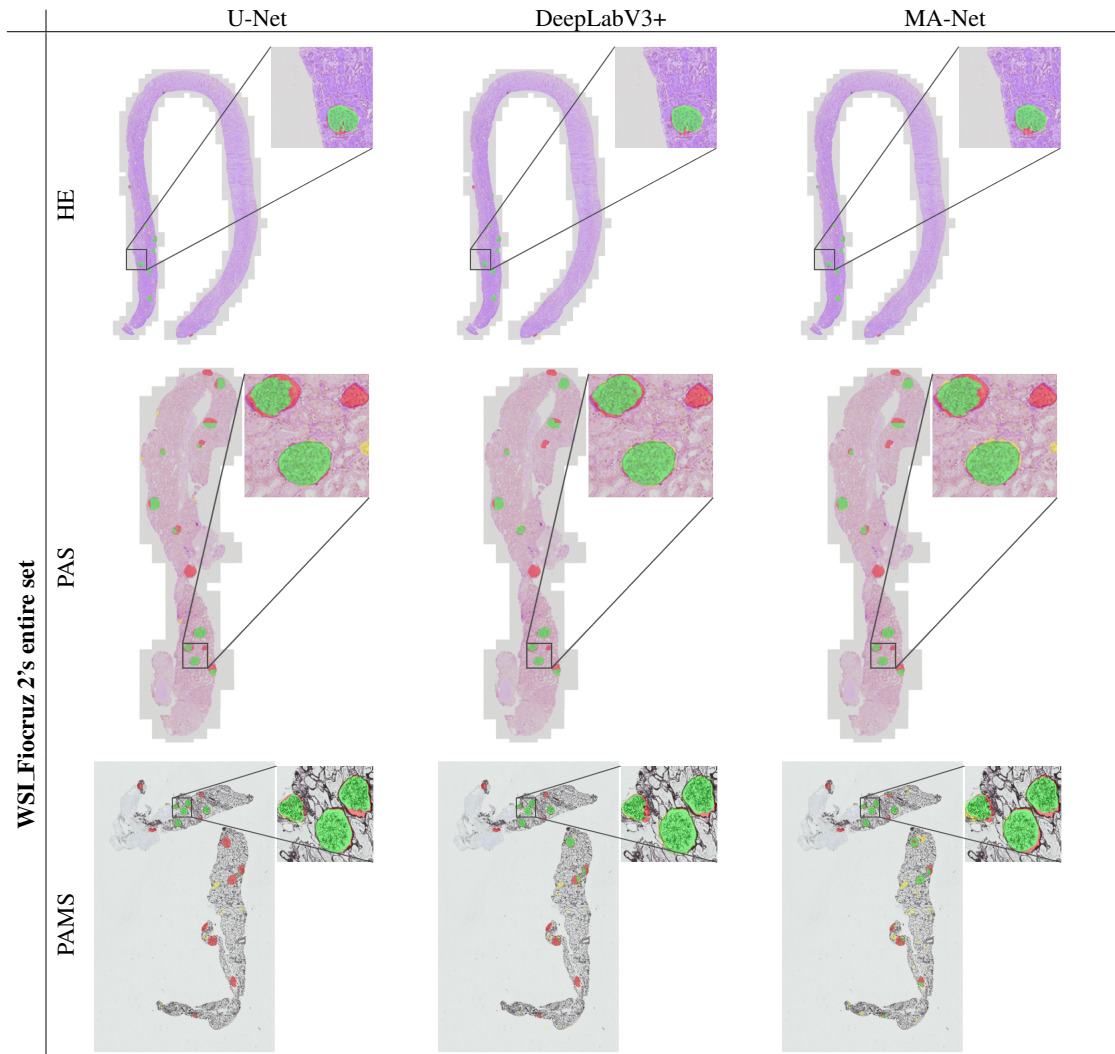 U-Net DeepLabV3+ MA-Net
WSI_Fiocruz 2's entire set
HE
PAS
PAMS